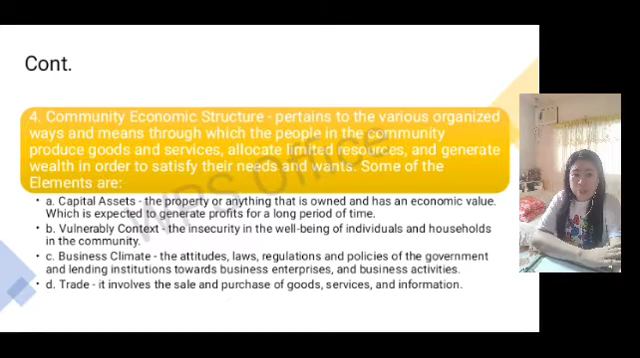 Cont.
4. Community Economic Structure - pertains to the various organized
ways and means through which the people in the community
produce goods and services, allocate limited resources, and generate
wealth in order to satisfy their needs and wants. Some of the
Elements are:
• a. Capital Assets - the property or anything that is owned and has an economic value.
Which is expected to generate profits for a long period of time.
• b. Vulnerably Context - the insecurity in the well-being of individuals and households
in the community.
• c. Business Climate - the attitudes, laws, regulations and policies of the government
and lending institutions towards business enterprises, and business activities.
• d. Trade - it involves the sale and purchase of goods, services, and information.
WPS Office